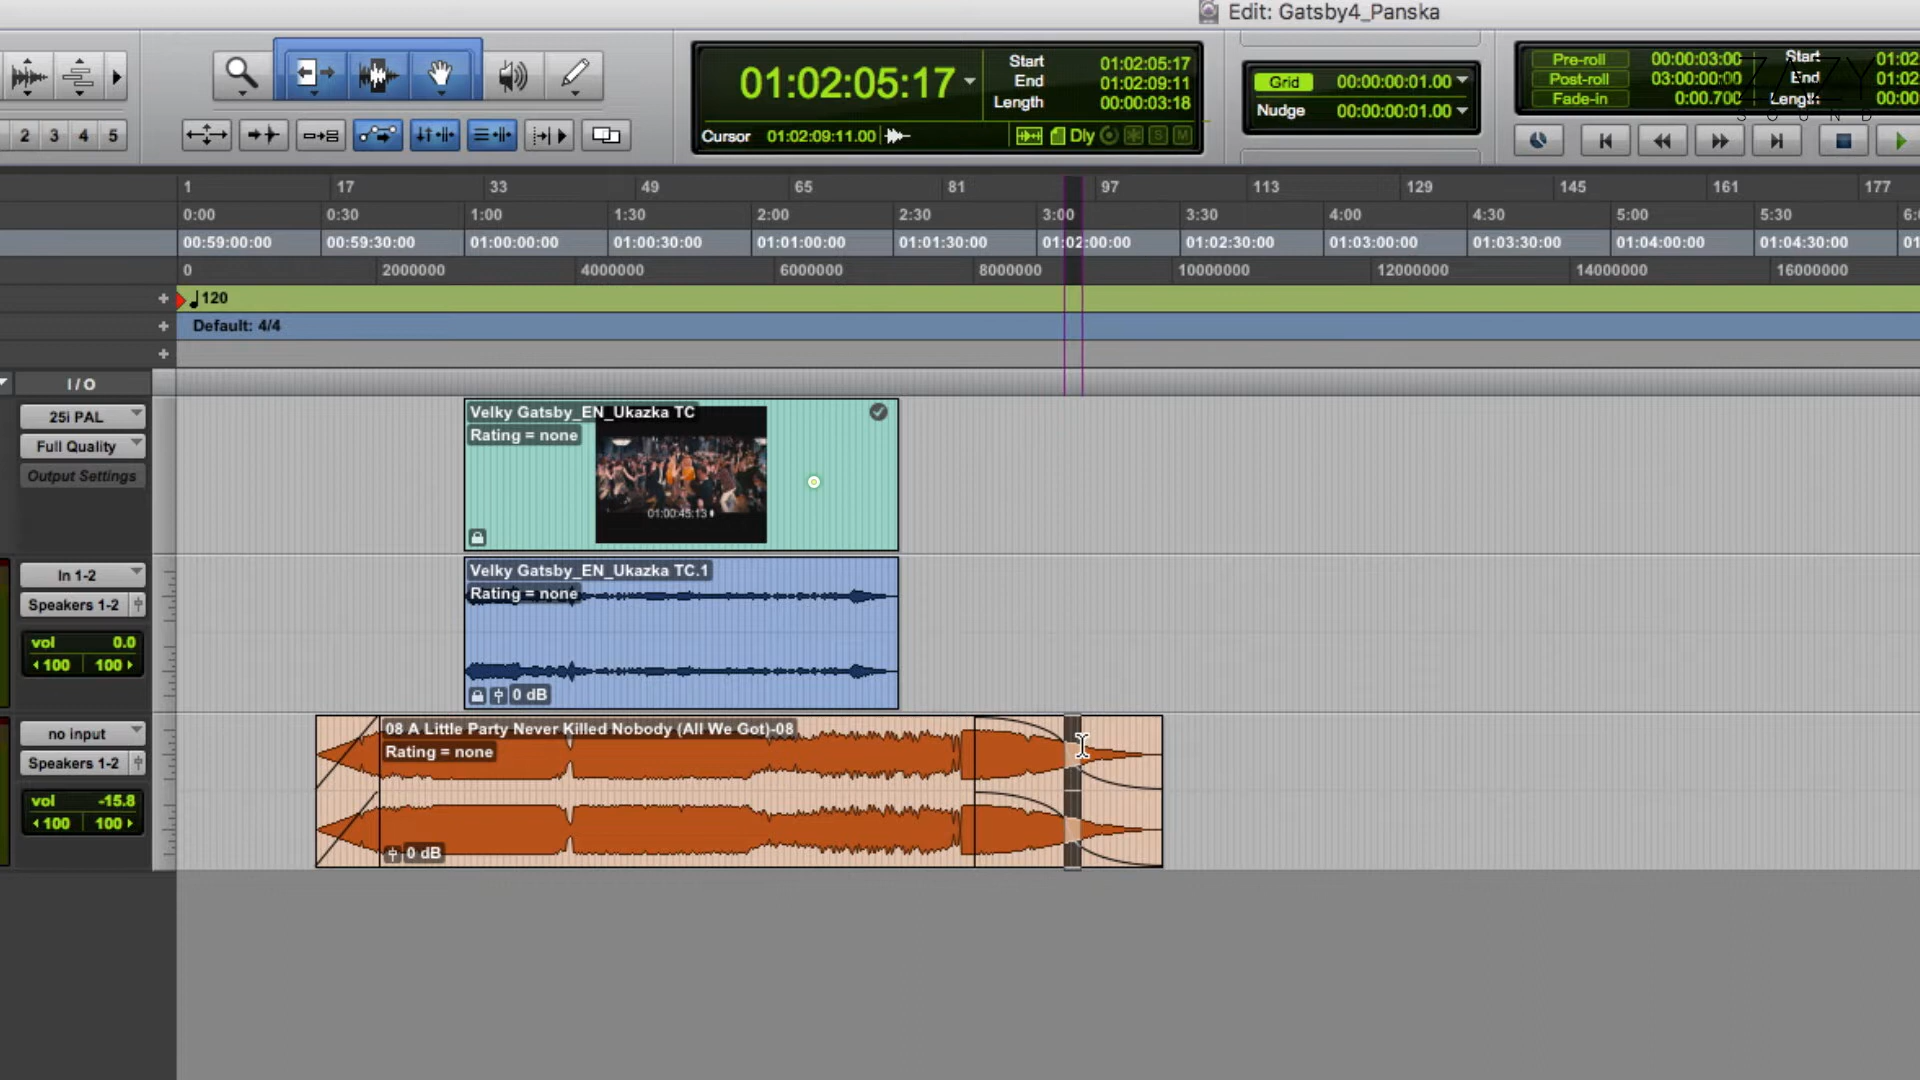 Edit: Gatsby4_Panska
01:02:05:17
Start 01:02:05:17
End 01:02:09:11
Length 00:00:03:18
Cursor 01:02:09:11.00
Dly
S M
Grid 00:00:00:01.00
Nudge 00:00:00:01.00
Pre-roll 00:00:03:00
Post-roll 03:00:00:00
Fade-in 0:00.700
Start 01:02
End 01:02
Length 00:00
SOUND
2 3 4 5
1 17 33 49 65 81 97 113 129 145 161 177
0:00 0:30 1:00 1:30 2:00 2:30 3:00 3:30 4:00 4:30 5:00 5:30 6:0
00:59:00:00 00:59:30:00 01:00:00:00 01:00:30:00 01:01:00:00 01:01:30:00 01:02:00:00 01:02:30:00 01:03:00:00 01:03:30:00 01:04:00:00 01:04:30:00 01
0 2000000 4000000 6000000 8000000 10000000 12000000 14000000 16000000
120
Default: 4/4
I / O
25i PAL
Full Quality
Output Settings
Velky Gatsby_EN_Ukazka TC
Rating = none
01:00:45:13
In 1-2
Speakers 1-2
vol 0.0
100 100
Velky Gatsby_EN_Ukazka TC.1
Rating = none
0 dB
no input
Speakers 1-2
vol -15.8
100 100
08 A Little Party Never Killed Nobody (All We Got)-08
Rating = none
0 dB